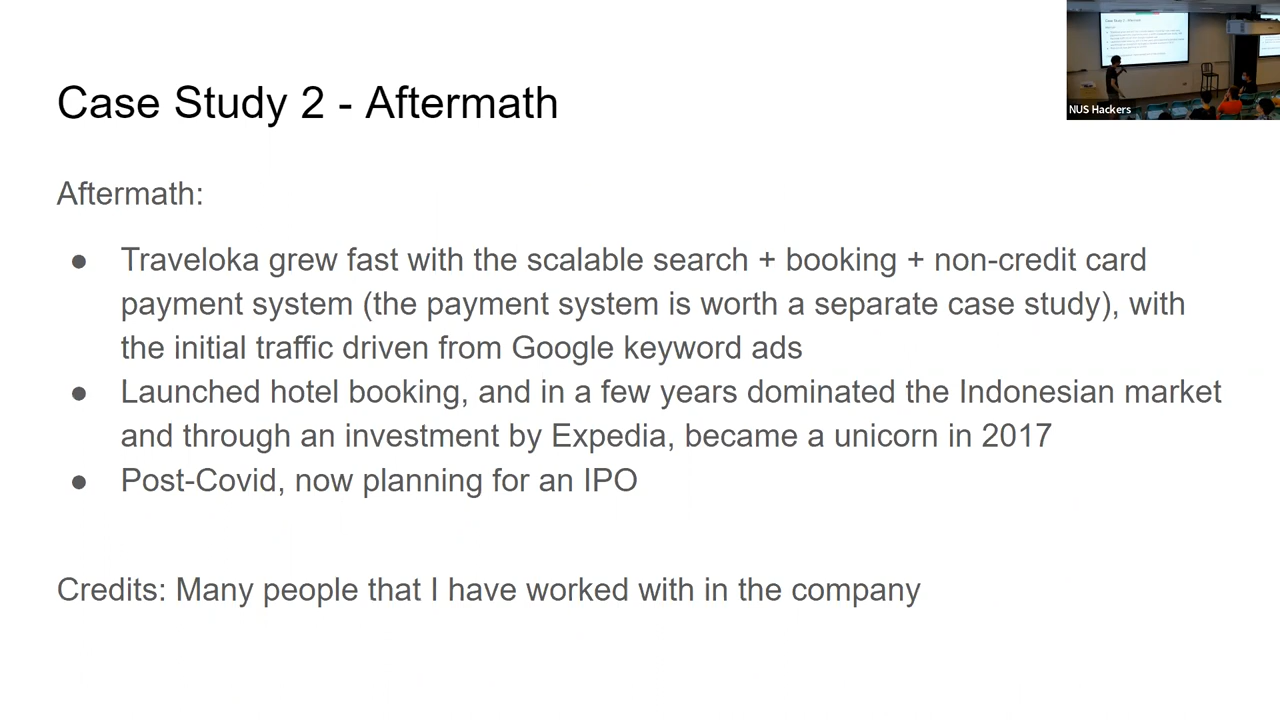 Case Study 2 - Aftermath
NUS Hackers
Aftermath:
● Traveloka grew fast with the scalable search + booking + non-credit card
payment system (the payment system is worth a separate case study), with
the initial traffic driven from Google keyword ads
● Launched hotel booking, and in a few years dominated the Indonesian market
and through an investment by Expedia, became a unicorn in 2017
● Post-Covid, now planning for an IPO
Credits: Many people that I have worked with in the company